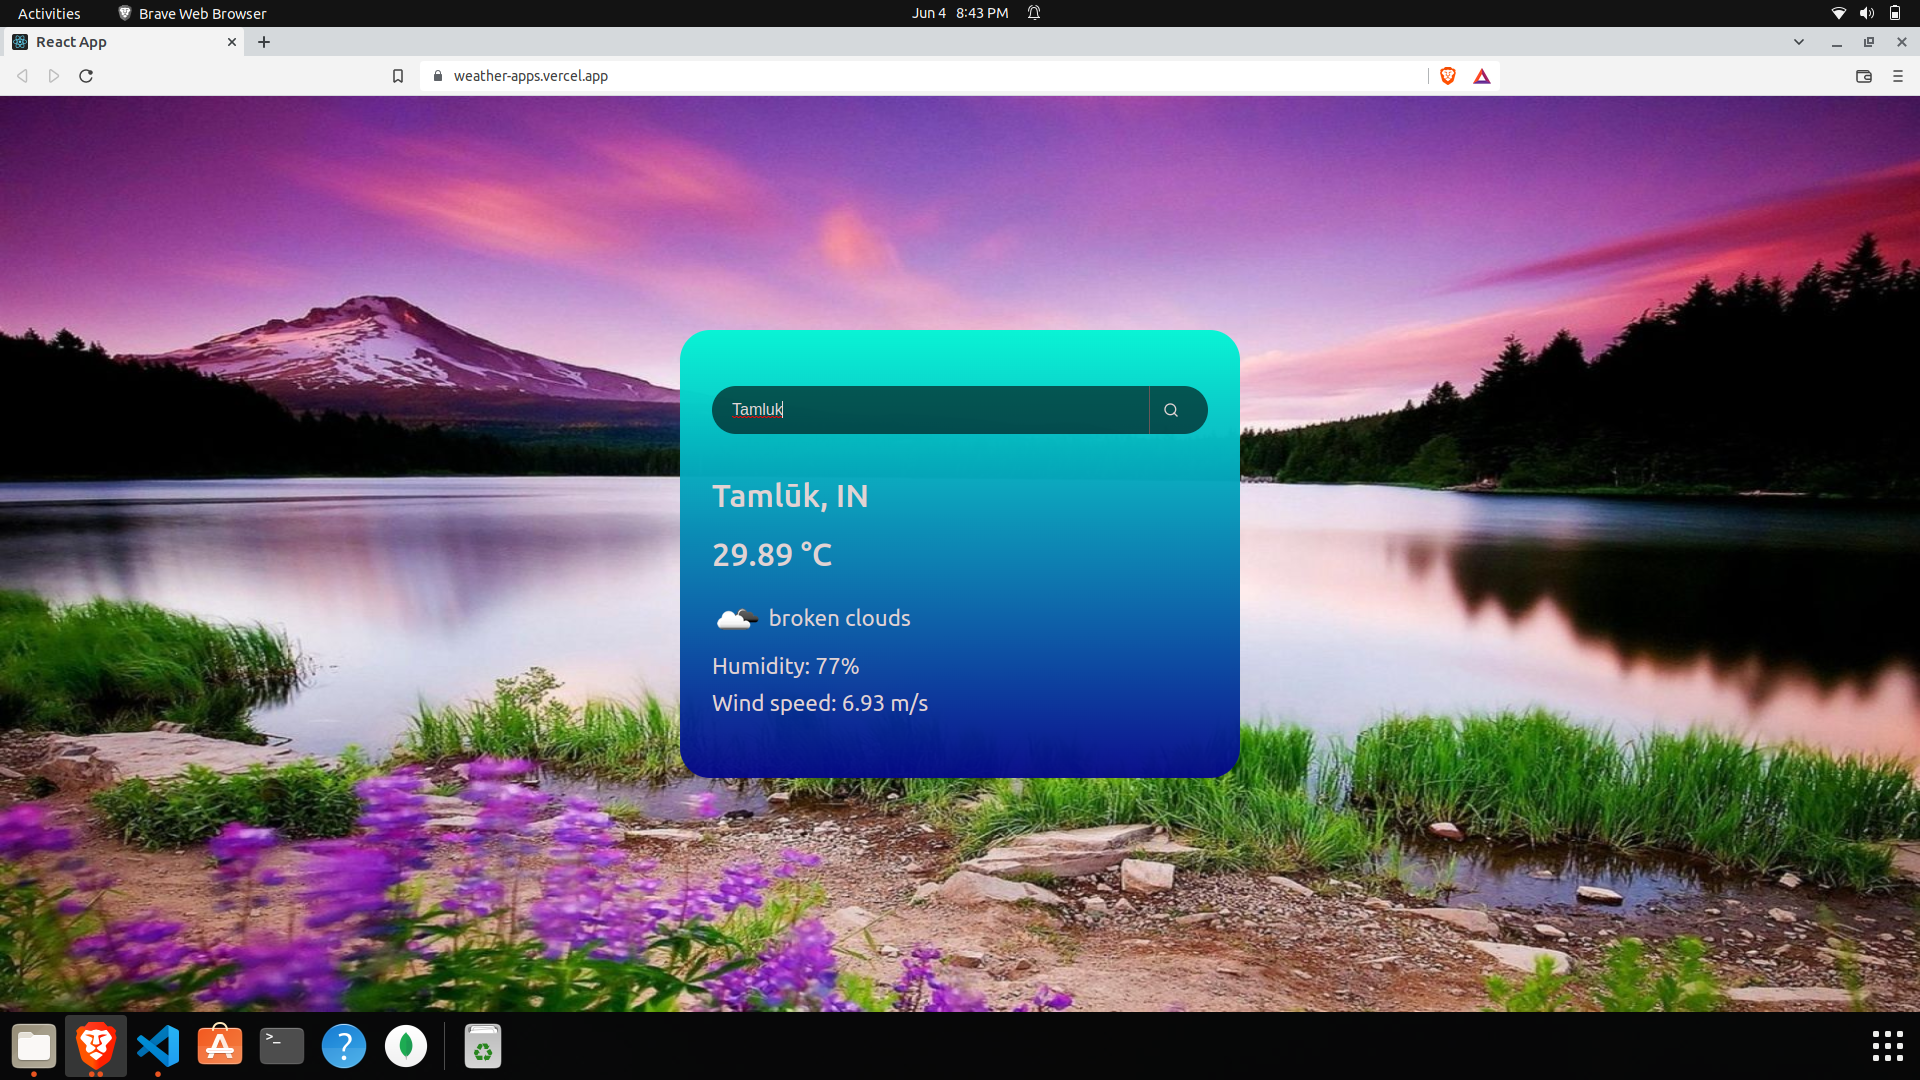 Activities Brave Web Browser Jun 4 8:43 PM
React App
weather-apps.vercel.app
Tamluk
Tamlūk, IN
29.89 °C
broken clouds
Humidity: 77%
Wind speed: 6.93 m/s